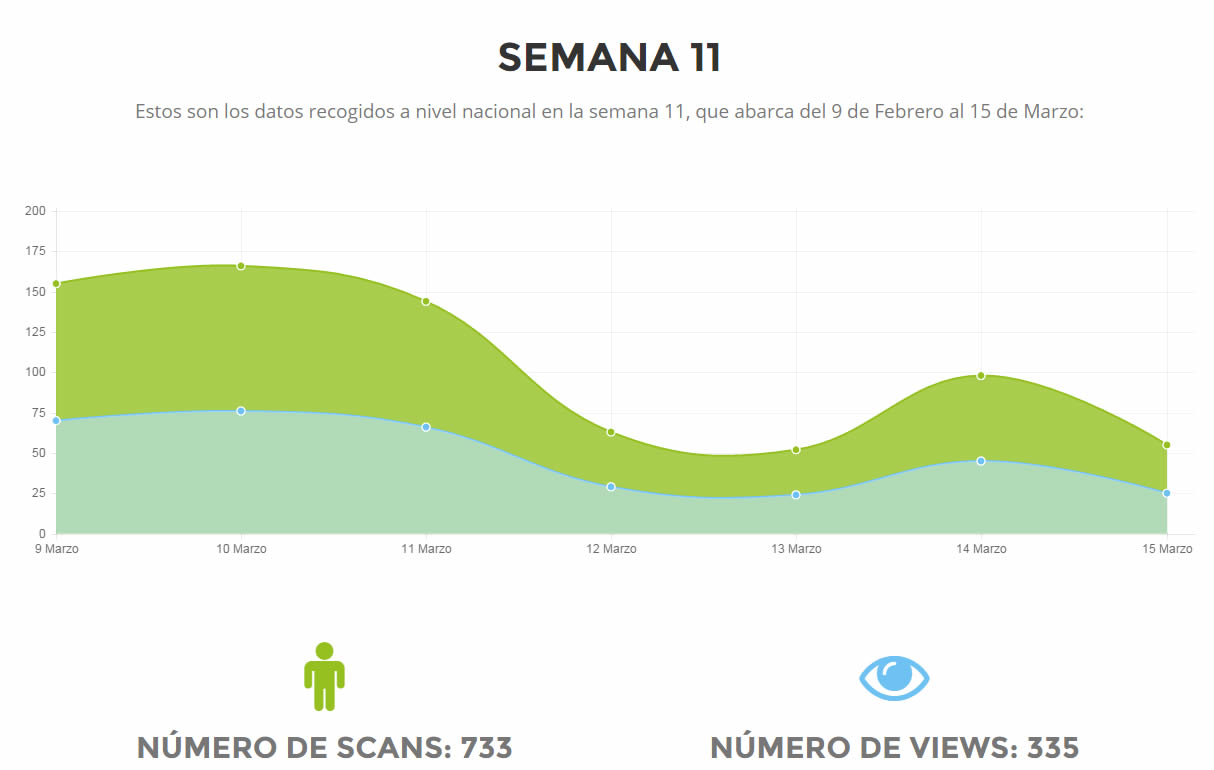 SEMANA 11
Estos son los datos recogidos a nivel nacional en la semana 11, que abarca del 9 de Febrero al 15 de Marzo:
200
175
150
125
100
75
50
25
0
9 Marzo 10 Marzo 11 Marzo 12 Marzo 13 Marzo 14 Marzo 15 Marzo
NÚMERO DE SCANS: 733 NÚMERO DE VIEWS: 335